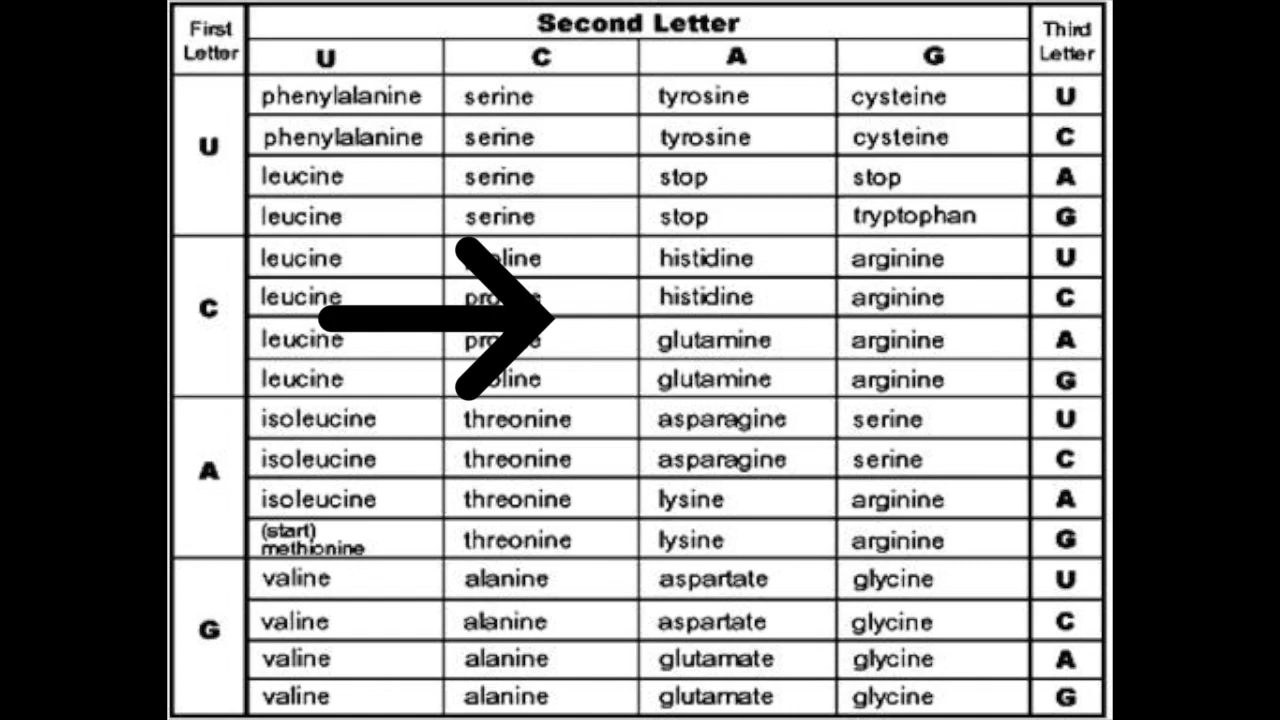 First Second Letter Third
Letter U C A G Letter
phenylalanine serine tyrosine cysteine U
U phenylalanine serine tyrosine cysteine C
leucine serine stop stop A
leucine serine stop tryptophan G
leucine histidine arginine U
C leucine histidine arginine C
leucine glutamine arginine A
leucine glutamine arginine G
isoleucine threonine asparagine serine U
A isoleucine threonine asparagine serine C
isoleucine threonine lysine arginine A
(start)
methionine threonine lysine arginine G
valine alanine aspartate glycine U
G valine alanine aspartate glycine C
valine alanine glutamate glycine A
valine alanine glutamate glycine G